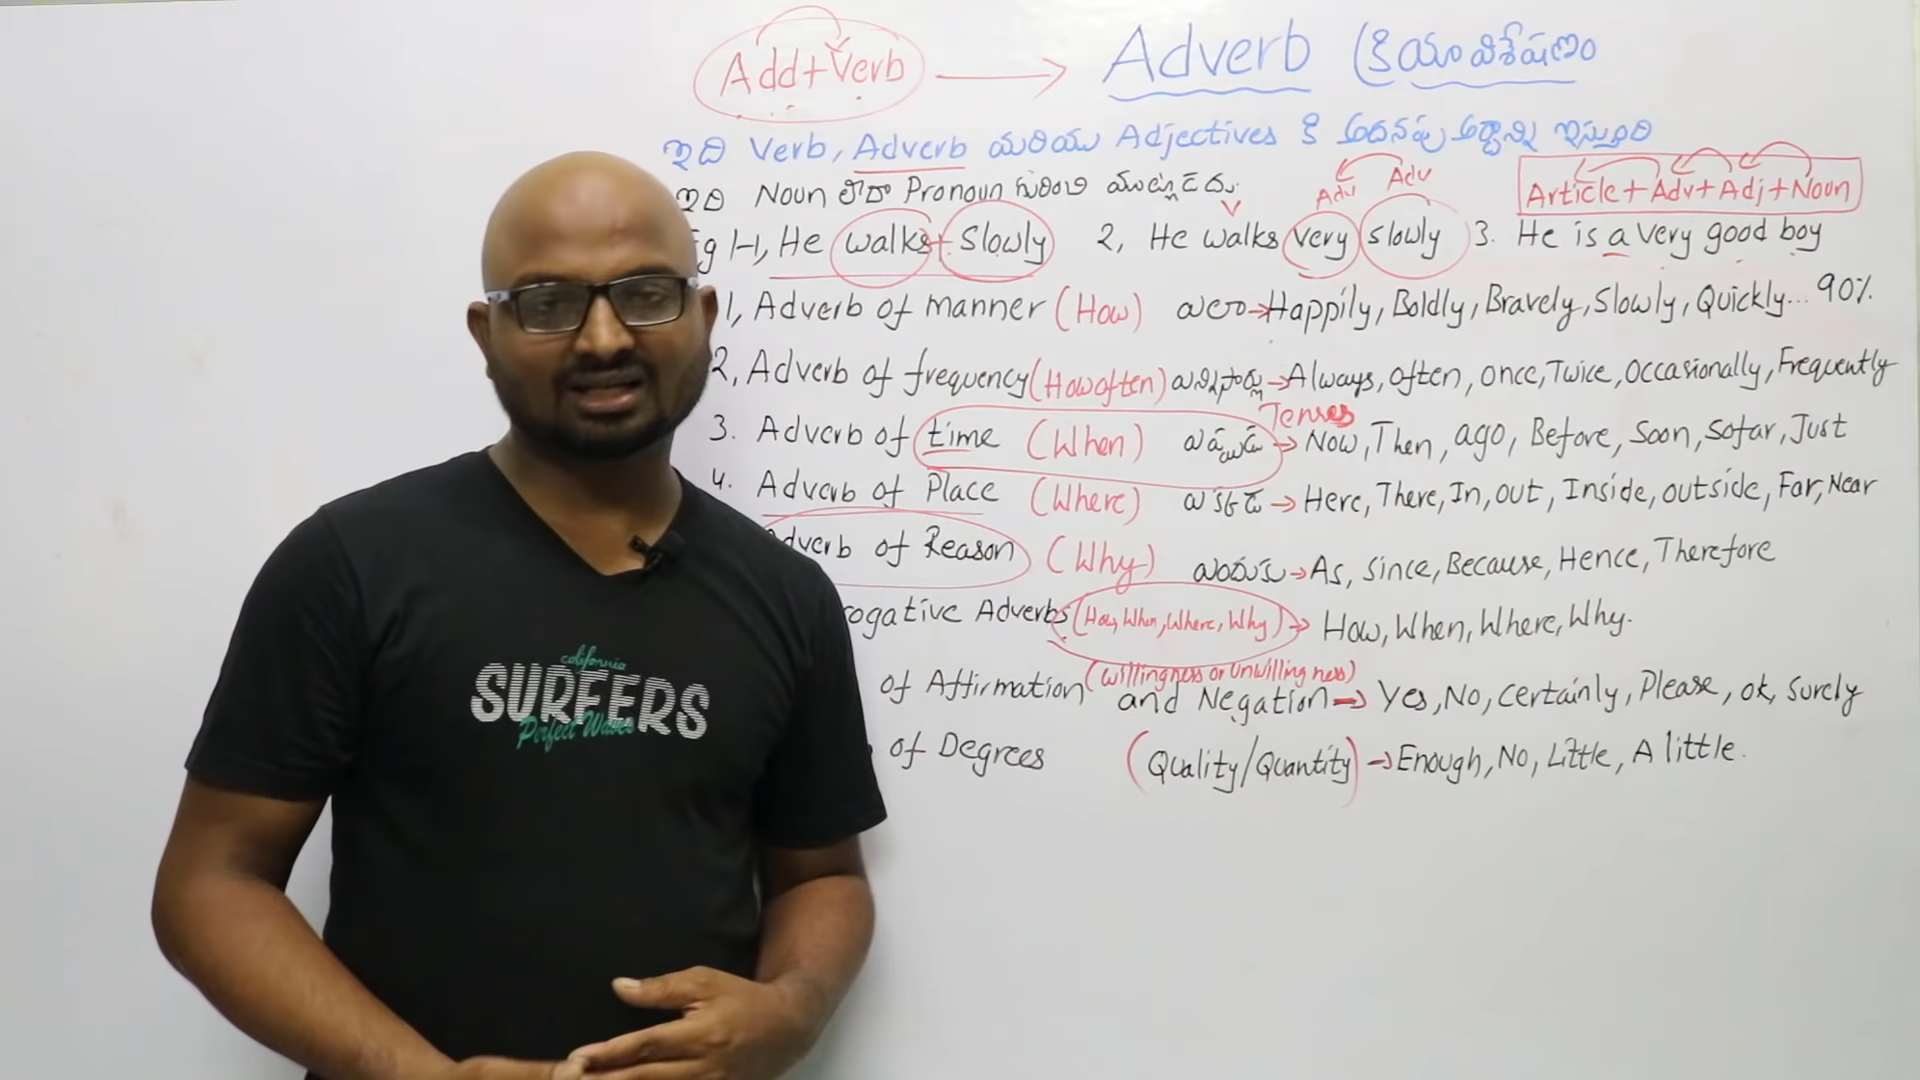 Add+Verb → Adverb (క్రియా విశేషణం
ఇది Verb, Adverb మరియు Adjectives కి అదనపు అర్థాన్ని ఇస్తుంది
ఇది Noun లేదా Pronoun గురించి
Adv Adv
Article+Adv+Adj+Noun
Eg 1-1, He walks + Slowly 2, He walks very slowly 3. He is a very good boy
V
1, Adverb of manner (How) ఎలా→Happily, Boldly, Bravely, Slowly, Quickly... 90%
2, Adverb of frequency (How often) ఎన్నిసార్లు→Always, often, once, Twice, occasionally, Frequently
Tenses
3. Adverb of time (When) ఎప్పుడు→Now, Then, ago, Before, Soon, Sofar, Just
4. Adverb of Place (Where) ఎక్కడ→Here, There, In, out, Inside, outside, Far, Near
Adverb of Reason (Why) ఎందుకు→As, Since, Because, Hence, Therefore
rogative Adverbs (How, When, Where, Why)→ How, When, Where, Why.
(Willingness or Unwillingness)
of Affirmation and Negation→ Yes, No, Certainly, Please, ok, Surely
of Degrees (Quality/Quantity)→Enough, No, Little, A little.
california
SURFERS
Perfect Waves